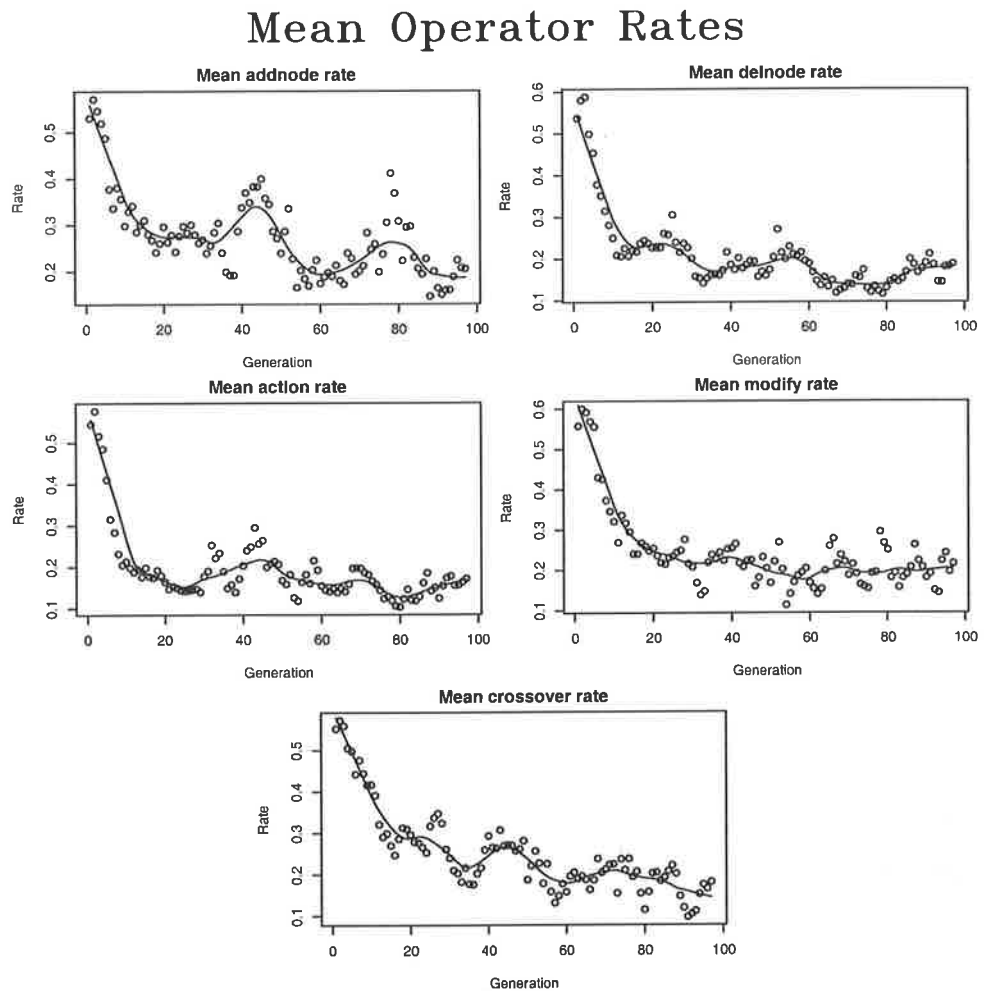 Mean Operator Rates
Mean addnode rate
Rate
0.5
0.4
0.3
0.2
0 20 40 60 80 100
Generation
Mean delnode rate
Rate
0.6
0.5
0.4
0.3
0.2
0.1
0 20 40 60 80 100
Generation
Mean action rate
Rate
0.5
0.4
0.3
0.2
0.1
0 20 40 60 80 100
Generation
Mean modify rate
Rate
0.6
0.5
0.4
0.3
0.2
0.1
0 20 40 60 80 100
Generation
Mean crossover rate
Rate
0.5
0.4
0.3
0.2
0.1
0 20 40 60 80 100
Generation